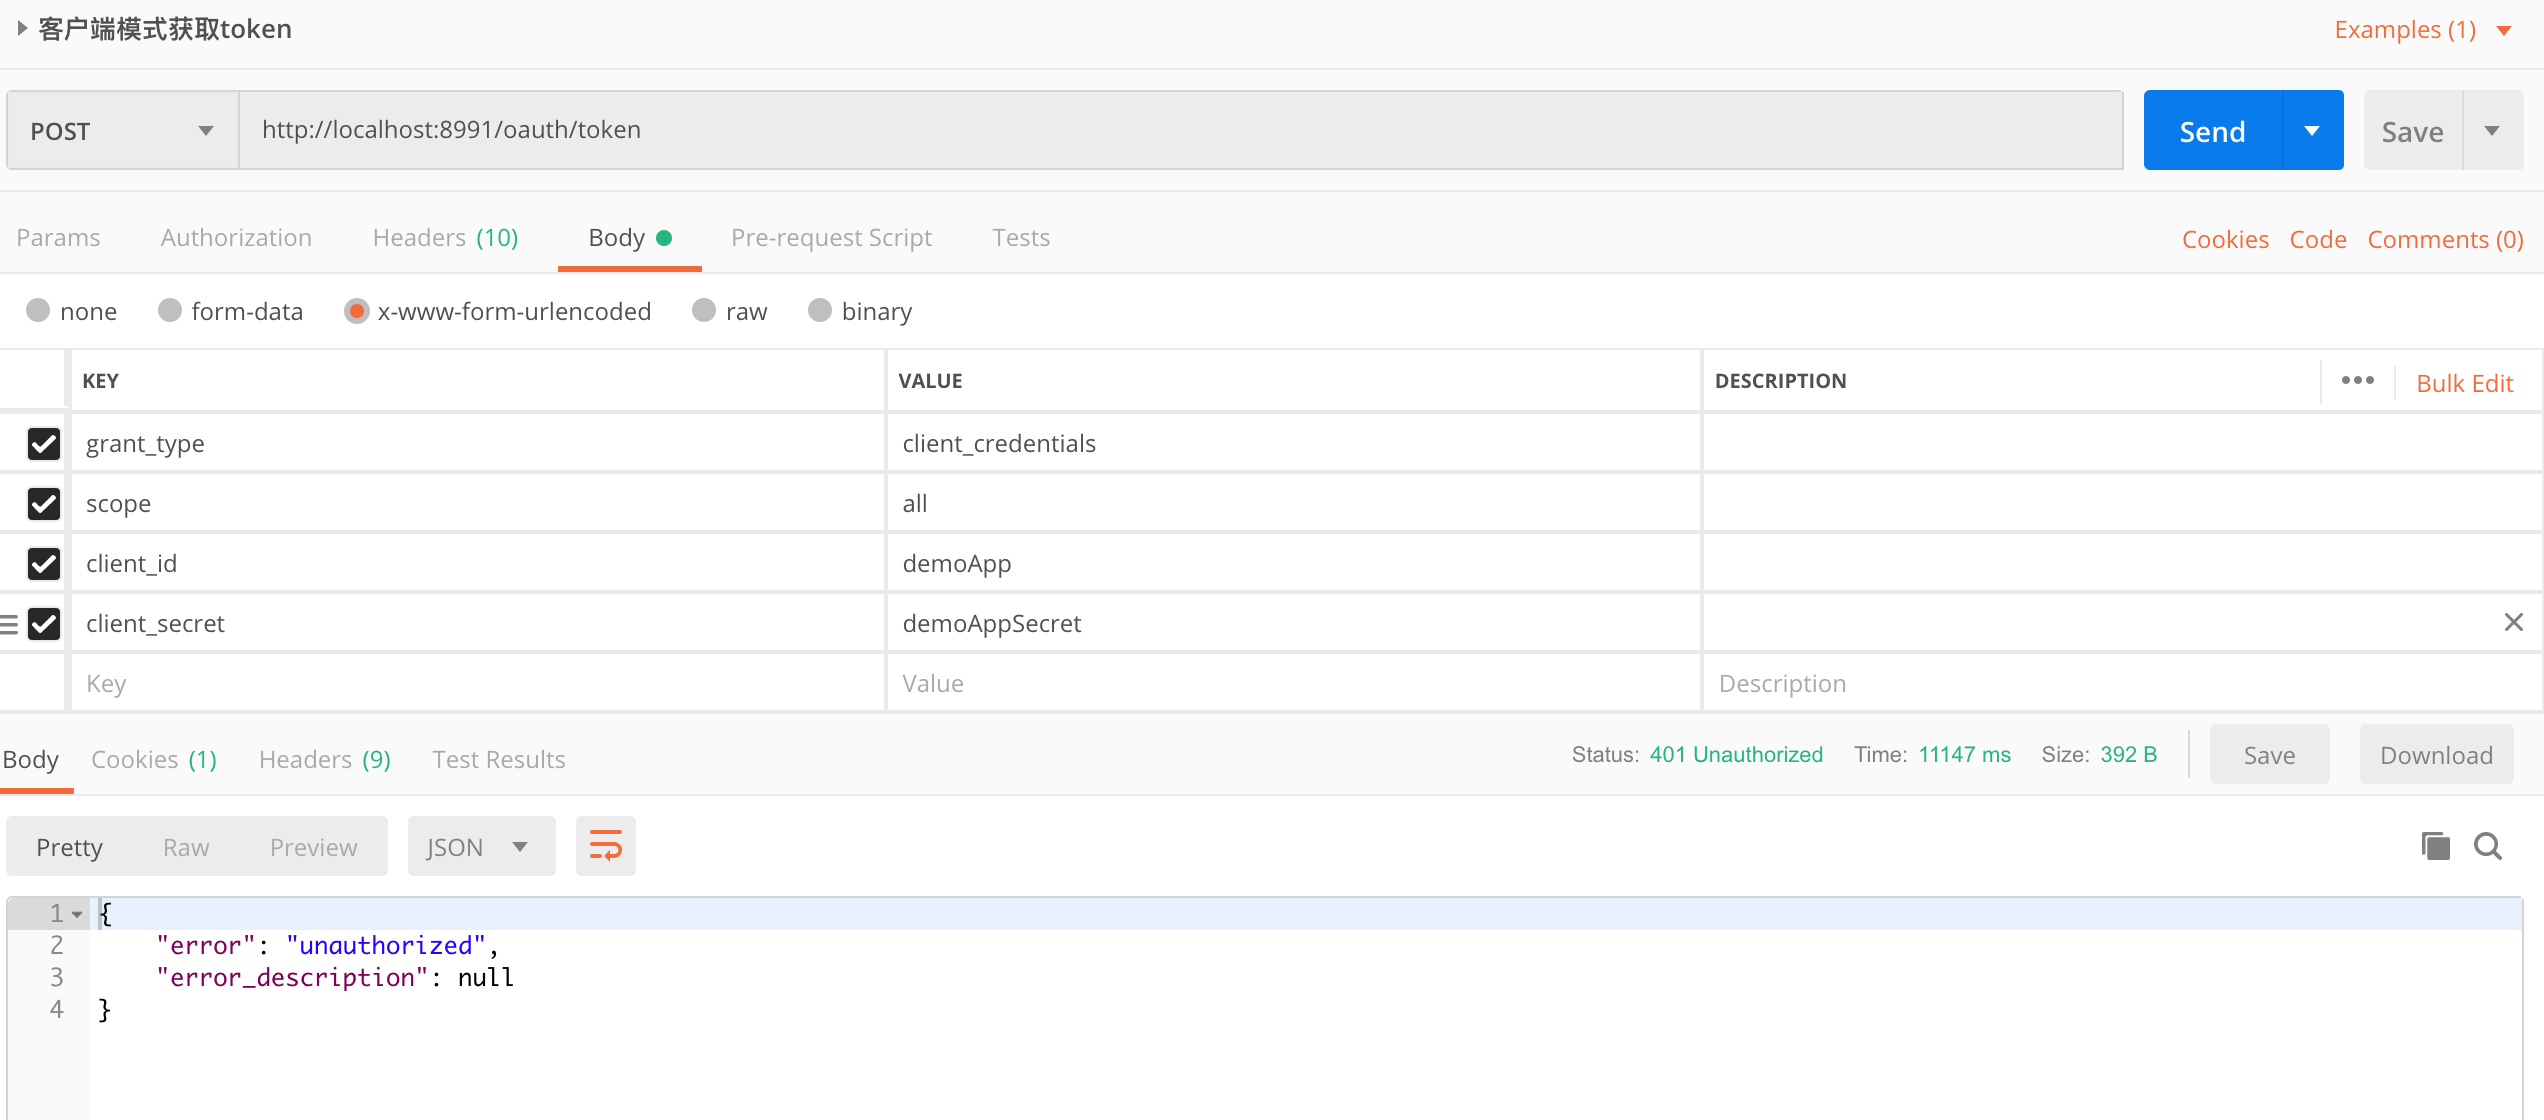 客户端模式获取token
Examples (1)
POST
http://localhost:8991/oauth/token
Send
Save
Params Authorization Headers (10) Body Pre-request Script Tests
Cookies Code Comments (0)
none form-data x-www-form-urlencoded raw binary
KEY VALUE DESCRIPTION ••• Bulk Edit
grant_type client_credentials
scope all
client_id demoApp
client_secret demoAppSecret
Key Value Description
Body Cookies (1) Headers (9) Test Results
Status: 401 Unauthorized Time: 11147 ms Size: 392 B
Save Download
Pretty Raw Preview JSON
1 {
2 "error": "unauthorized",
3 "error_description": null
4 }